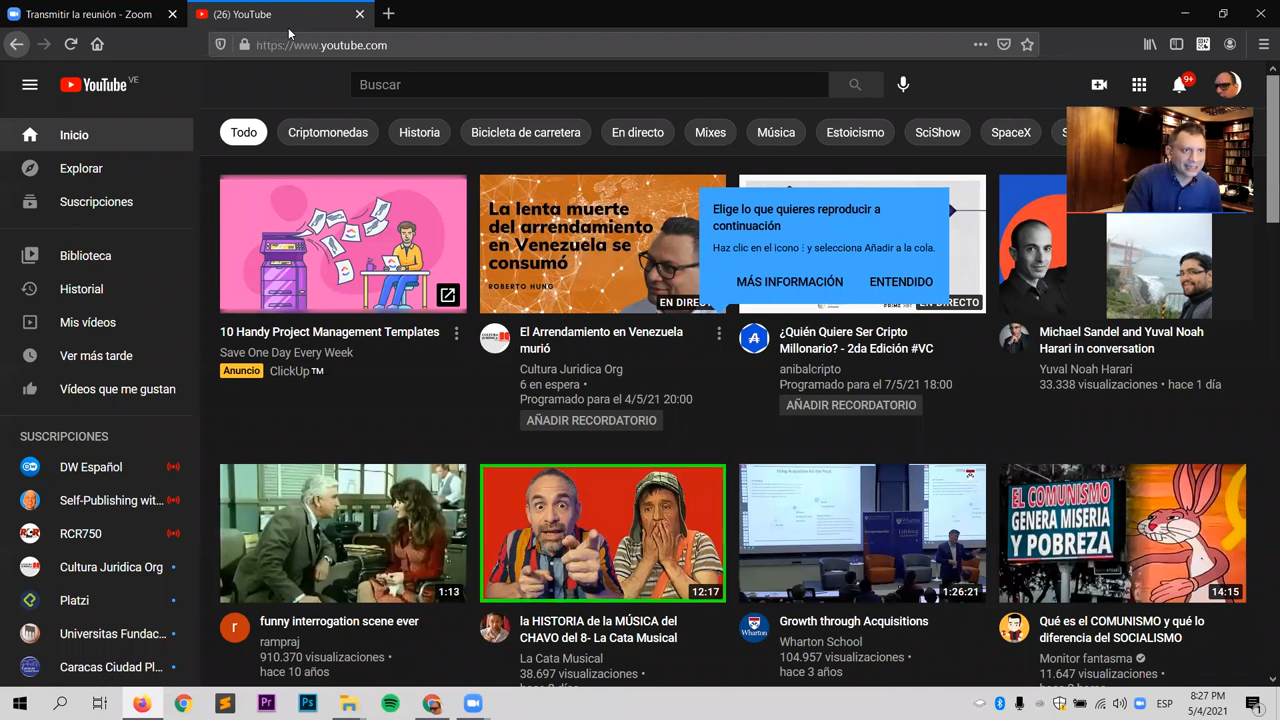 Transmitir la reunión - Zoom
(26) YouTube
https://www.youtube.com
YouTube VE
Buscar
9+
Inicio
Explorar
Suscripciones
Biblioteca
Historial
Mis vídeos
Ver más tarde
Vídeos que me gustan
SUSCRIPCIONES
DW Español
Self-Publishing wit...
RCR750
Cultura Juridica Org
Platzi
Universitas Fundac...
Caracas Ciudad Pl...
Todo
Criptomonedas
Historia
Bicicleta de carretera
En directo
Mixes
Música
Estoicismo
SciShow
SpaceX
La lenta muerte
del arrendamiento
en Venezuela se
consumó
ROBERTO HUNG
EN DIRECTO
Elige lo que quieres reproducir a
continuación
Haz clic en el icono ⋮ y selecciona Añadir a la cola.
MÁS INFORMACIÓN
ENTENDIDO
10 Handy Project Management Templates
Save One Day Every Week
Anuncio
ClickUp™
El Arrendamiento en Venezuela
murió
Cultura Juridica Org
6 en espera •
Programado para el 4/5/21 20:00
AÑADIR RECORDATORIO
¿Quién Quiere Ser Cripto
Millonario? - 2da Edición #VC
anibalcripto
Programado para el 7/5/21 18:00
AÑADIR RECORDATORIO
Michael Sandel and Yuval Noah
Harari in conversation
Yuval Noah Harari
33.338 visualizaciones • hace 1 día
1:13
funny interrogation scene ever
rampraj
910.370 visualizaciones •
hace 10 años
12:17
la HISTORIA de la MÚSICA del
CHAVO del 8- La Cata Musical
La Cata Musical
38.697 visualizaciones •
1:26:21
Growth through Acquisitions
Wharton School
104.957 visualizaciones •
hace 3 años
EL COMUNISMO
GENERA MISERIA
Y POBREZA
14:15
Qué es el COMUNISMO y qué lo
diferencia del SOCIALISMO
Monitor fantasma
11.647 visualizaciones •
ESP
8:27 PM
5/4/2021